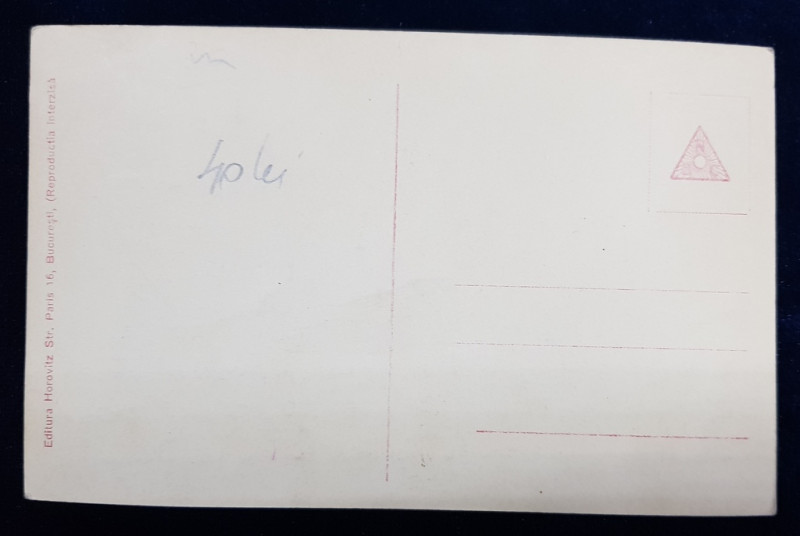 Editura Horovitz Str. Paris 16, București, (Reproductia interzisă
40 lei